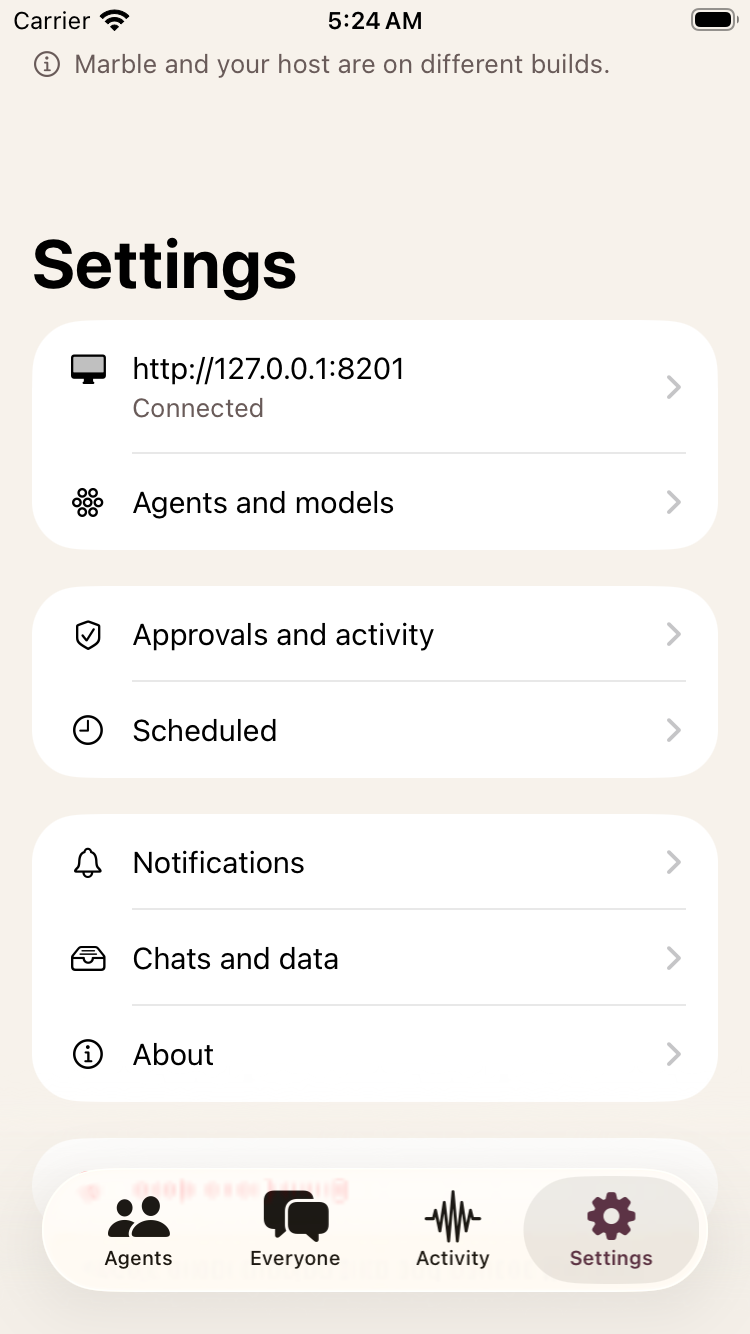 Carrier 5:24 AM
Marble and your host are on different builds.
Settings
http://127.0.0.1:8201
Connected
Agents and models
Approvals and activity
Scheduled
Notifications
Chats and data
About
Agents Everyone Activity Settings